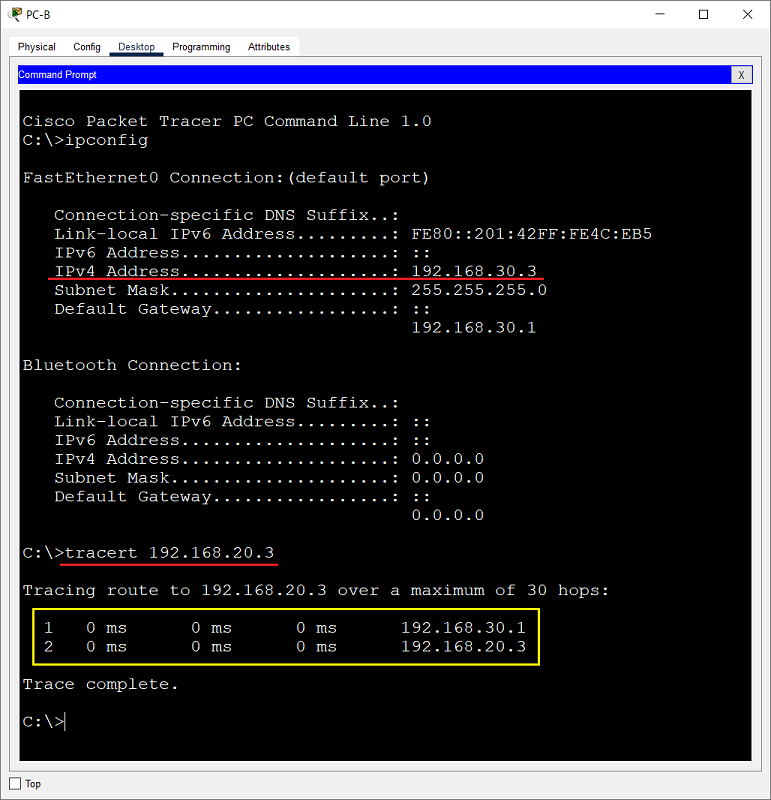 PC-B
Physical Config Desktop Programming Attributes
Command Prompt X
Cisco Packet Tracer PC Command Line 1.0
C:\>ipconfig
FastEthernet0 Connection:(default port)
Connection-specific DNS Suffix..:
Link-local IPv6 Address.........: FE80::201:42FF:FE4C:EB5
IPv6 Address....................: ::
IPv4 Address....................: 192.168.30.3
Subnet Mask.....................: 255.255.255.0
Default Gateway.................: ::
192.168.30.1
Bluetooth Connection:
Connection-specific DNS Suffix..:
Link-local IPv6 Address.........: ::
IPv6 Address....................: ::
IPv4 Address....................: 0.0.0.0
Subnet Mask.....................: 0.0.0.0
Default Gateway.................: ::
0.0.0.0
C:\>tracert 192.168.20.3
Tracing route to 192.168.20.3 over a maximum of 30 hops:
1 0 ms 0 ms 0 ms 192.168.30.1
2 0 ms 0 ms 0 ms 192.168.20.3
Trace complete.
C:\>
Top